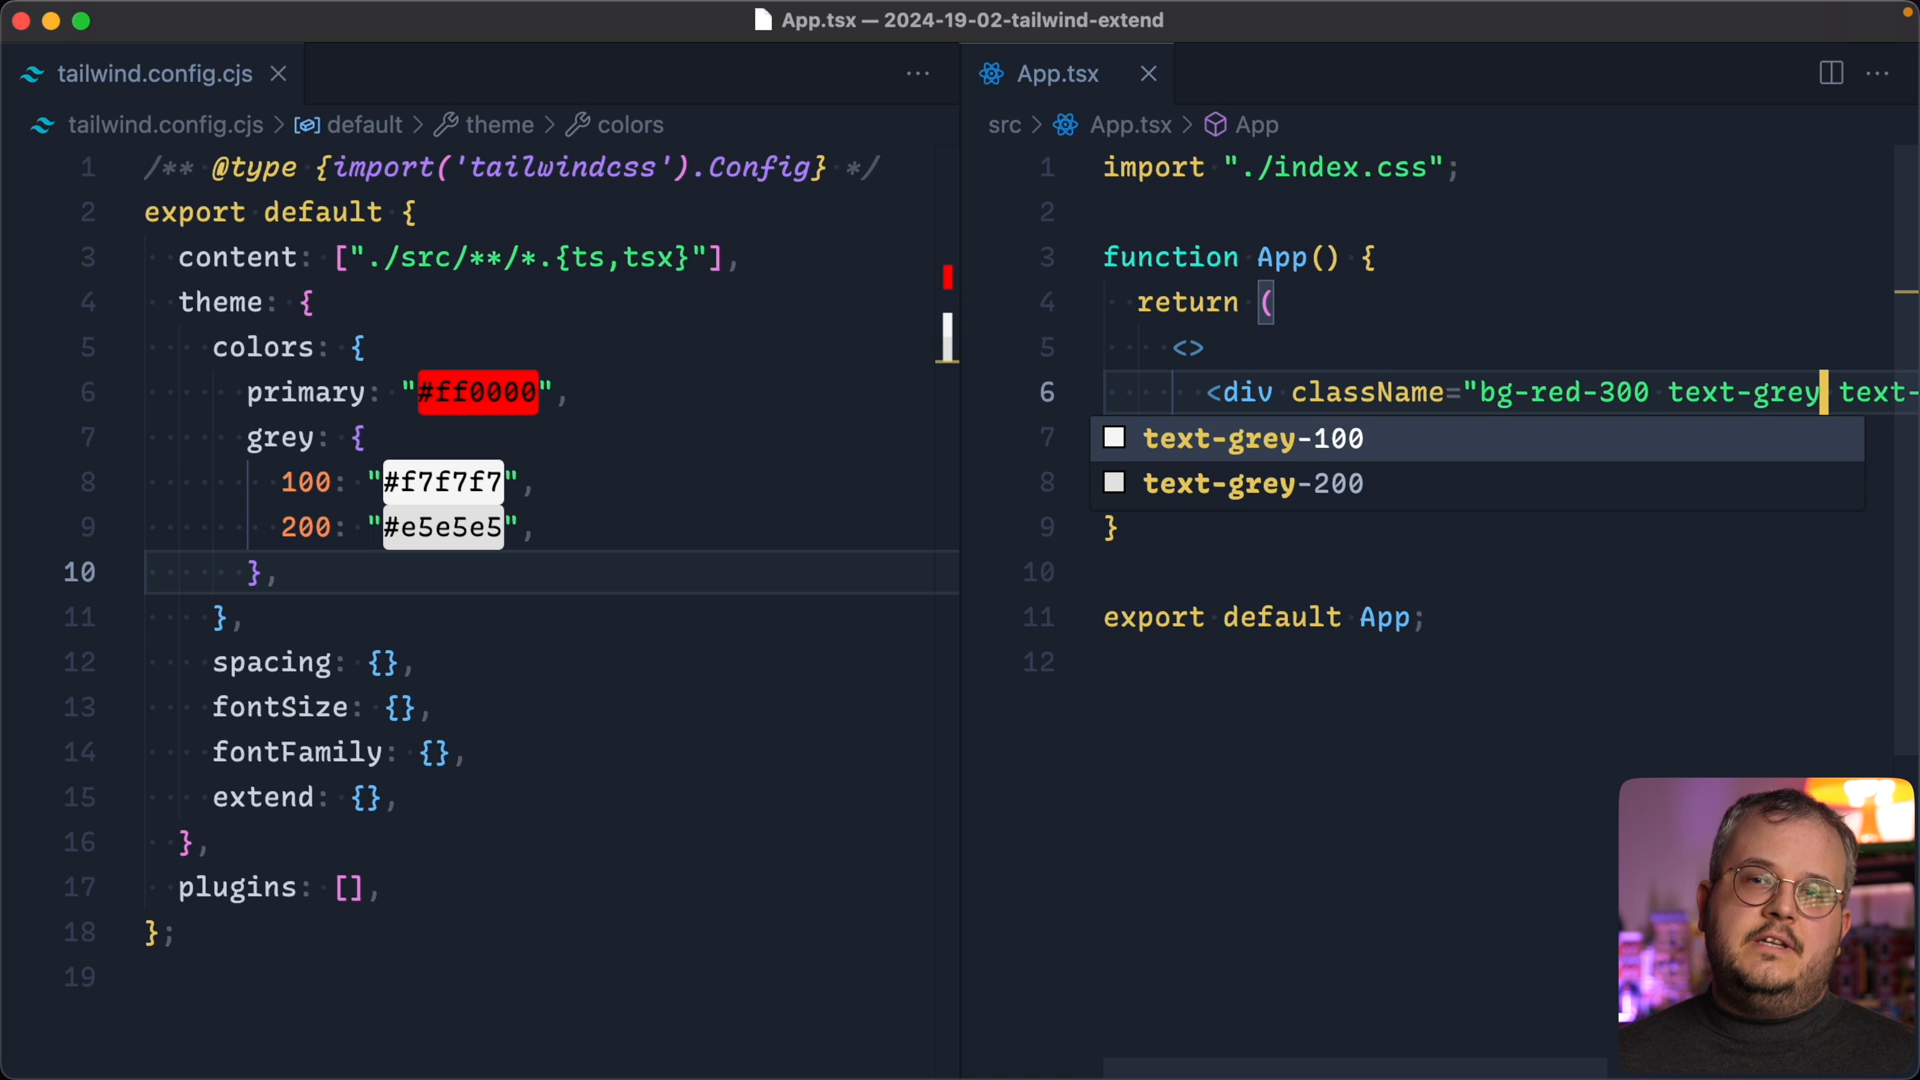 App.tsx — 2024-19-02-tailwind-extend
tailwind.config.cjs
tailwind.config.cjs > default > theme > colors
1 /** @type {import('tailwindcss').Config} */
2 export default {
3 content: ["./src/**/*.{ts,tsx}"],
4 theme: {
5 colors: {
6 primary: "#ff0000",
7 grey: {
8 100: "#f7f7f7",
9 200: "#e5e5e5",
10 },
11 },
12 spacing: {},
13 fontSize: {},
14 fontFamily: {},
15 extend: {},
16 },
17 plugins: [],
18 };
19
App.tsx
src > App.tsx > App
1 import "./index.css";
2
3 function App() {
4 return (
5 <>
6 <div className="bg-red-300 text-grey text-
7 text-grey-100
8 text-grey-200
9 }
10
11 export default App;
12